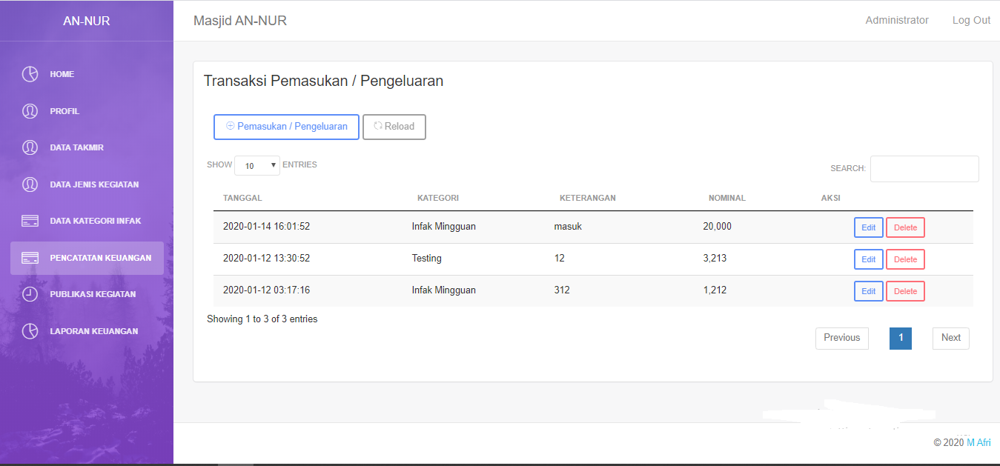 AN-NUR
Masjid AN-NUR
Administrator Log Out
HOME
PROFIL
DATA TAKMIR
DATA JENIS KEGIATAN
DATA KATEGORI INFAK
PENCATATAN KEUANGAN
PUBLIKASI KEGIATAN
LAPORAN KEUANGAN
Transaksi Pemasukan / Pengeluaran
Pemasukan / Pengeluaran Reload
SHOW 10 ENTRIES
SEARCH:
TANGGAL KATEGORI KETERANGAN NOMINAL AKSI
2020-01-14 16:01:52 Infak Mingguan masuk 20,000 Edit Delete
2020-01-12 13:30:52 Testing 12 3,213 Edit Delete
2020-01-12 03:17:16 Infak Mingguan 312 1,212 Edit Delete
Showing 1 to 3 of 3 entries
Previous 1 Next
© 2020 M Afri